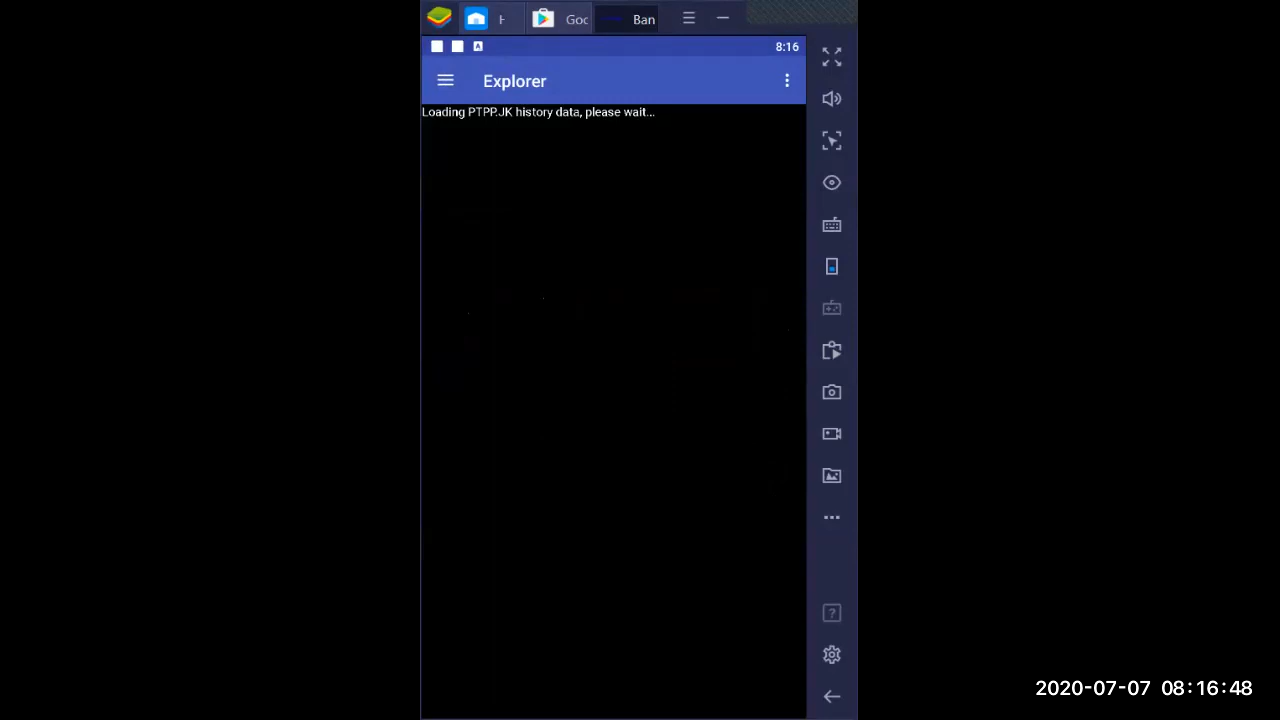 H
Goo
Ban
A
8:16
Explorer
Loading PTPP.JK history data, please wait...
?
2020-07-07 08:16:48